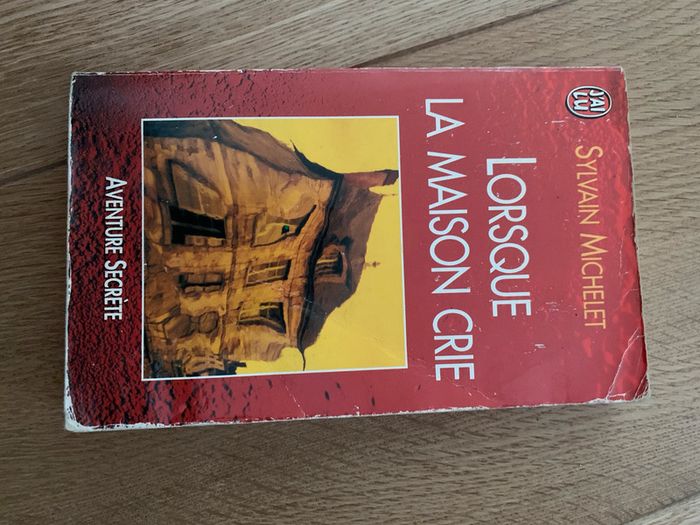 J'AI
LU
SYLVAIN MICHELET
LORSQUE
LA MAISON CRIE
AVENTURE SECRÈTE